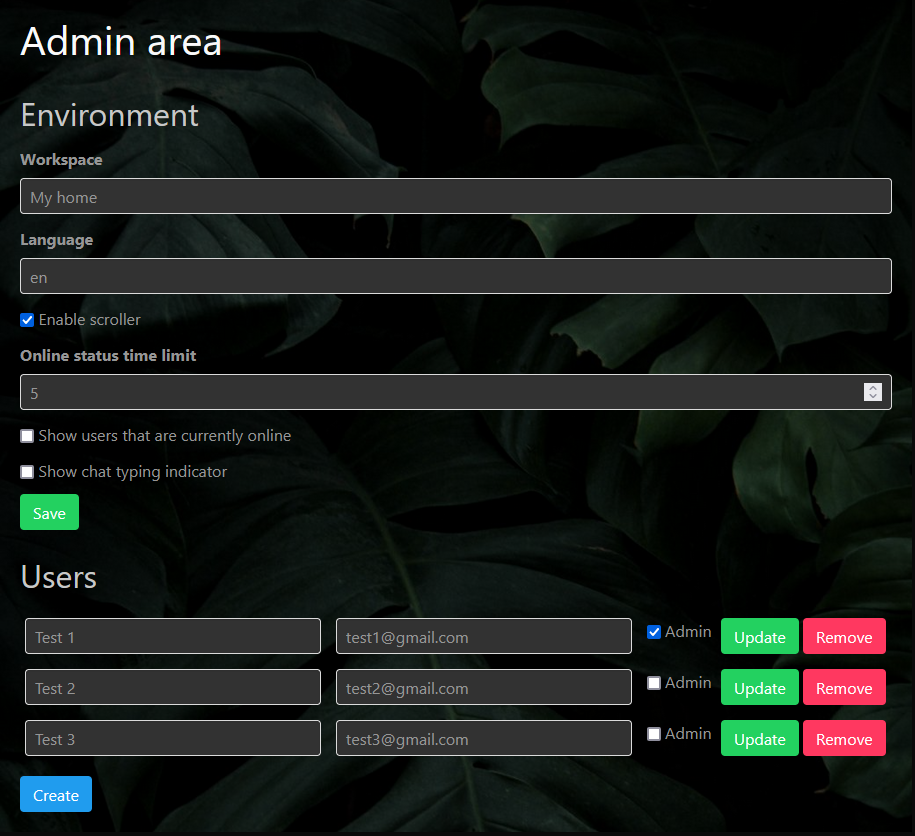 Admin area
Environment
Workspace
My home
Language
en
Enable scroller
Online status time limit
5
Show users that are currently online
Show chat typing indicator
Save
Users
Test 1 test1@gmail.com Admin Update Remove
Test 2 test2@gmail.com Admin Update Remove
Test 3 test3@gmail.com Admin Update Remove
Create